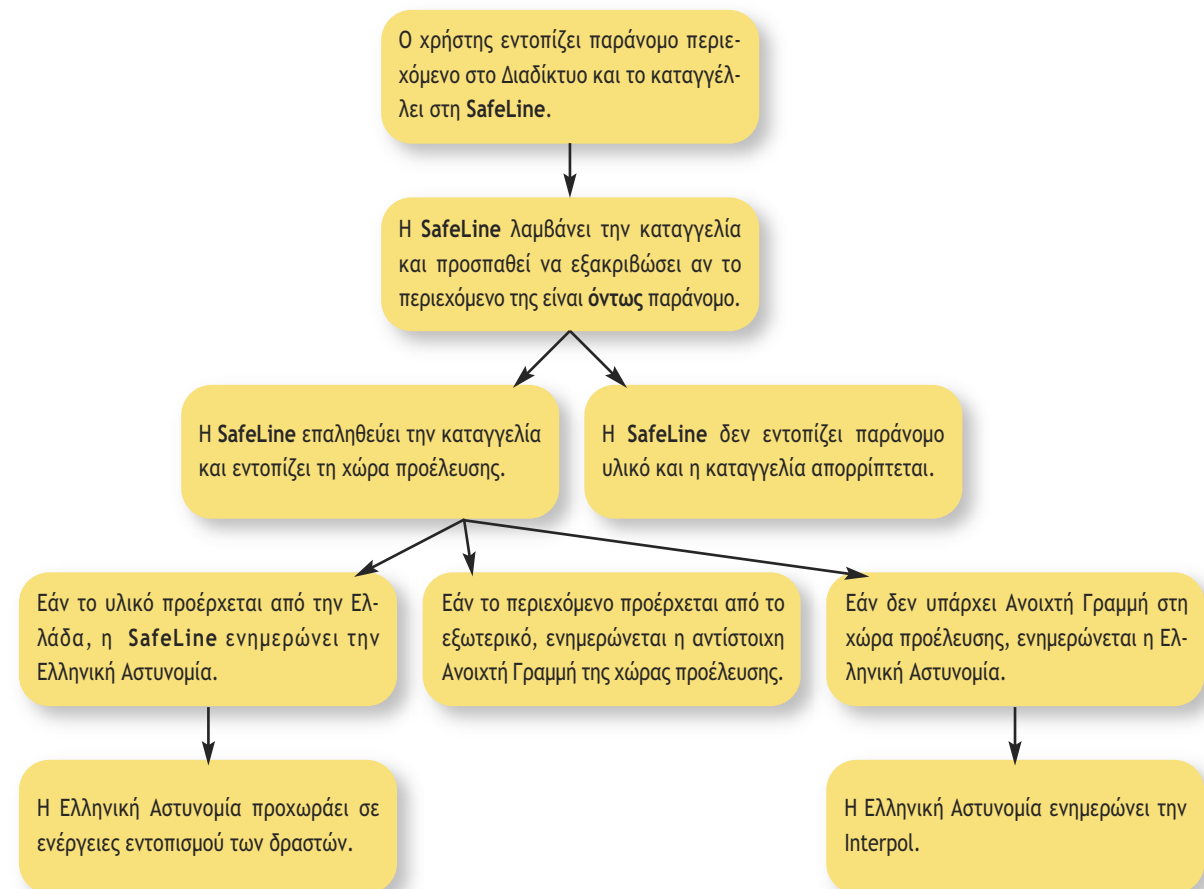 Ο χρήστης εντοπίζει παράνομο περιε-
χόμενο στο Διαδίκτυο και το καταγγέλ-
λει στη SafeLine.
Η SafeLine λαμβάνει την καταγγελία
και προσπαθεί να εξακριβώσει αν το
περιεχόμενο της είναι όντως παράνομο.
Η SafeLine επαληθεύει την καταγγελία
και εντοπίζει τη χώρα προέλευσης.
Η SafeLine δεν εντοπίζει παράνομο
υλικό και η καταγγελία απορρίπτεται.
Εάν το υλικό προέρχεται από την Ελ-
λάδα, η SafeLine ενημερώνει την
Ελληνική Αστυνομία.
Εάν το περιεχόμενο προέρχεται από το
εξωτερικό, ενημερώνεται η αντίστοιχη
Ανοιχτή Γραμμή της χώρας προέλευσης.
Εάν δεν υπάρχει Ανοιχτή Γραμμή στη
χώρα προέλευσης, ενημερώνεται η Ελ-
ληνική Αστυνομία.
Η Ελληνική Αστυνομία προχωράει σε
ενέργειες εντοπισμού των δραστών.
Η Ελληνική Αστυνομία ενημερώνει την
Interpol.